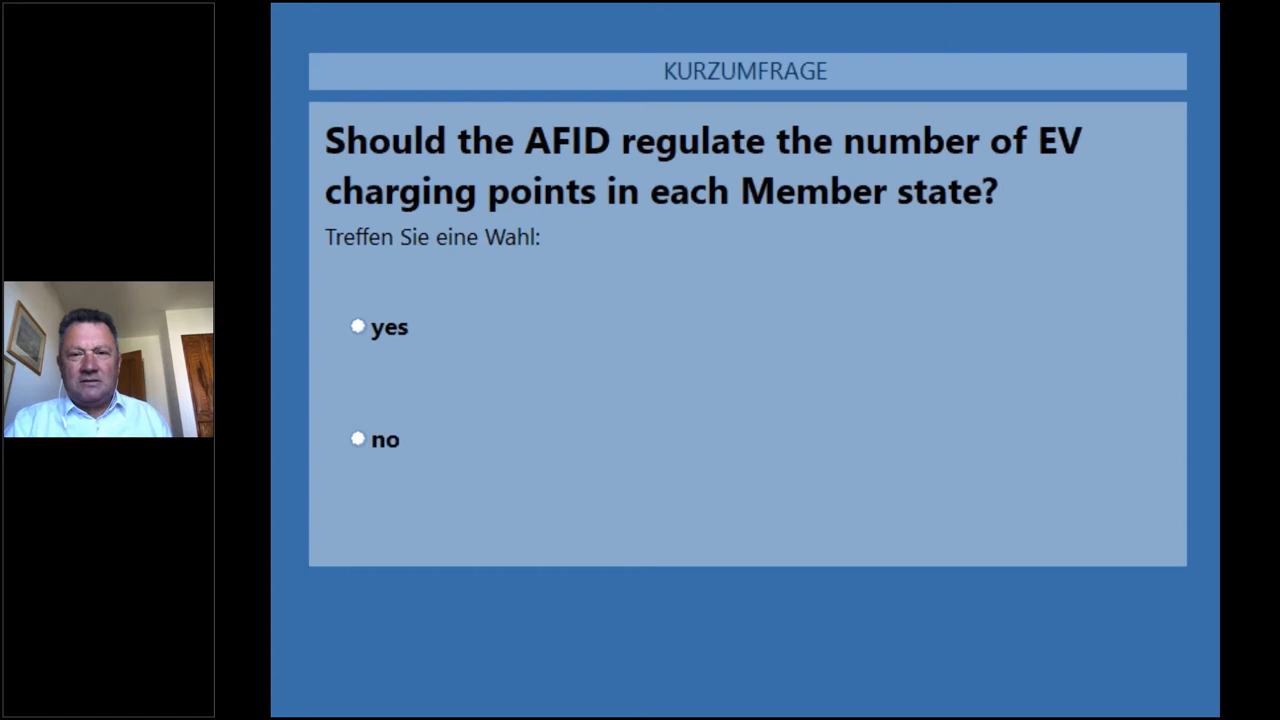 KURZUMFRAGE
Should the AFID regulate the number of EV
charging points in each Member state?
Treffen Sie eine Wahl:
yes
no